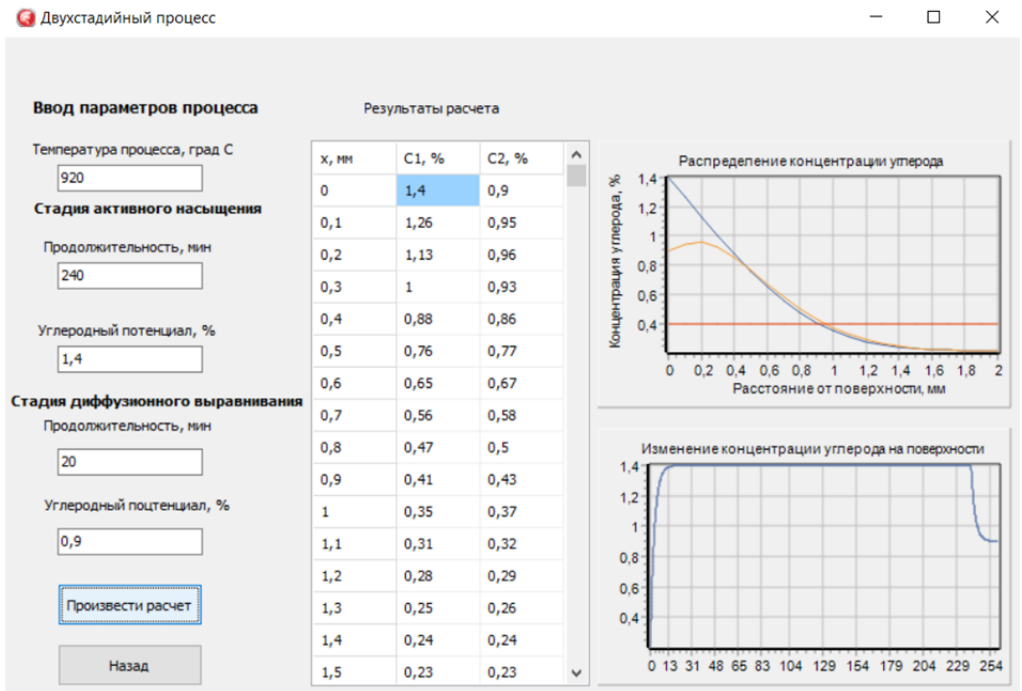 Двухстадийный процесс
Ввод параметров процесса
Температура процесса, град С
920
Стадия активного насыщения
Продолжительность, мин
240
Углеродный потенциал, %
1,4
Стадия диффузионного выравнивания
Продолжительность, мин
20
Углеродный поцтенциал, %
0,9
Произвести расчет
Назад
Результаты расчета
x, мм C1, % C2, %
0 1,4 0,9
0,1 1,26 0,95
0,2 1,13 0,96
0,3 1 0,93
0,4 0,88 0,86
0,5 0,76 0,77
0,6 0,65 0,67
0,7 0,56 0,58
0,8 0,47 0,5
0,9 0,41 0,43
1 0,35 0,37
1,1 0,31 0,32
1,2 0,28 0,29
1,3 0,25 0,26
1,4 0,24 0,24
1,5 0,23 0,23
Распределение концентрации углерода
Концентрация углерода, %
1,4
1,2
1
0,8
0,6
0,4
0 0,2 0,4 0,6 0,8 1 1,2 1,4 1,6 1,8 2
Расстояние от поверхности, мм
Изменение концентрации углерода на поверхности
1,4
1,2
1
0,8
0,6
0,4
0 13 31 48 65 83 104 129 154 179 204 229 254